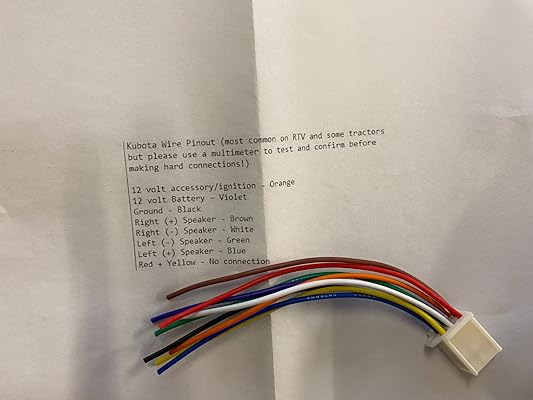 Kubota Wire Pinout (most common on RTV and some tractors
but please use a multimeter to test and confirm before
making hard connections!)
12 volt accessory/ignition - Orange
12 volt Battery - Violet
Ground - Black
Right (+) Speaker - Brown
Right (-) Speaker - White
Left (-) Speaker - Green
Left (+) Speaker - Blue
Red + Yellow - No connection